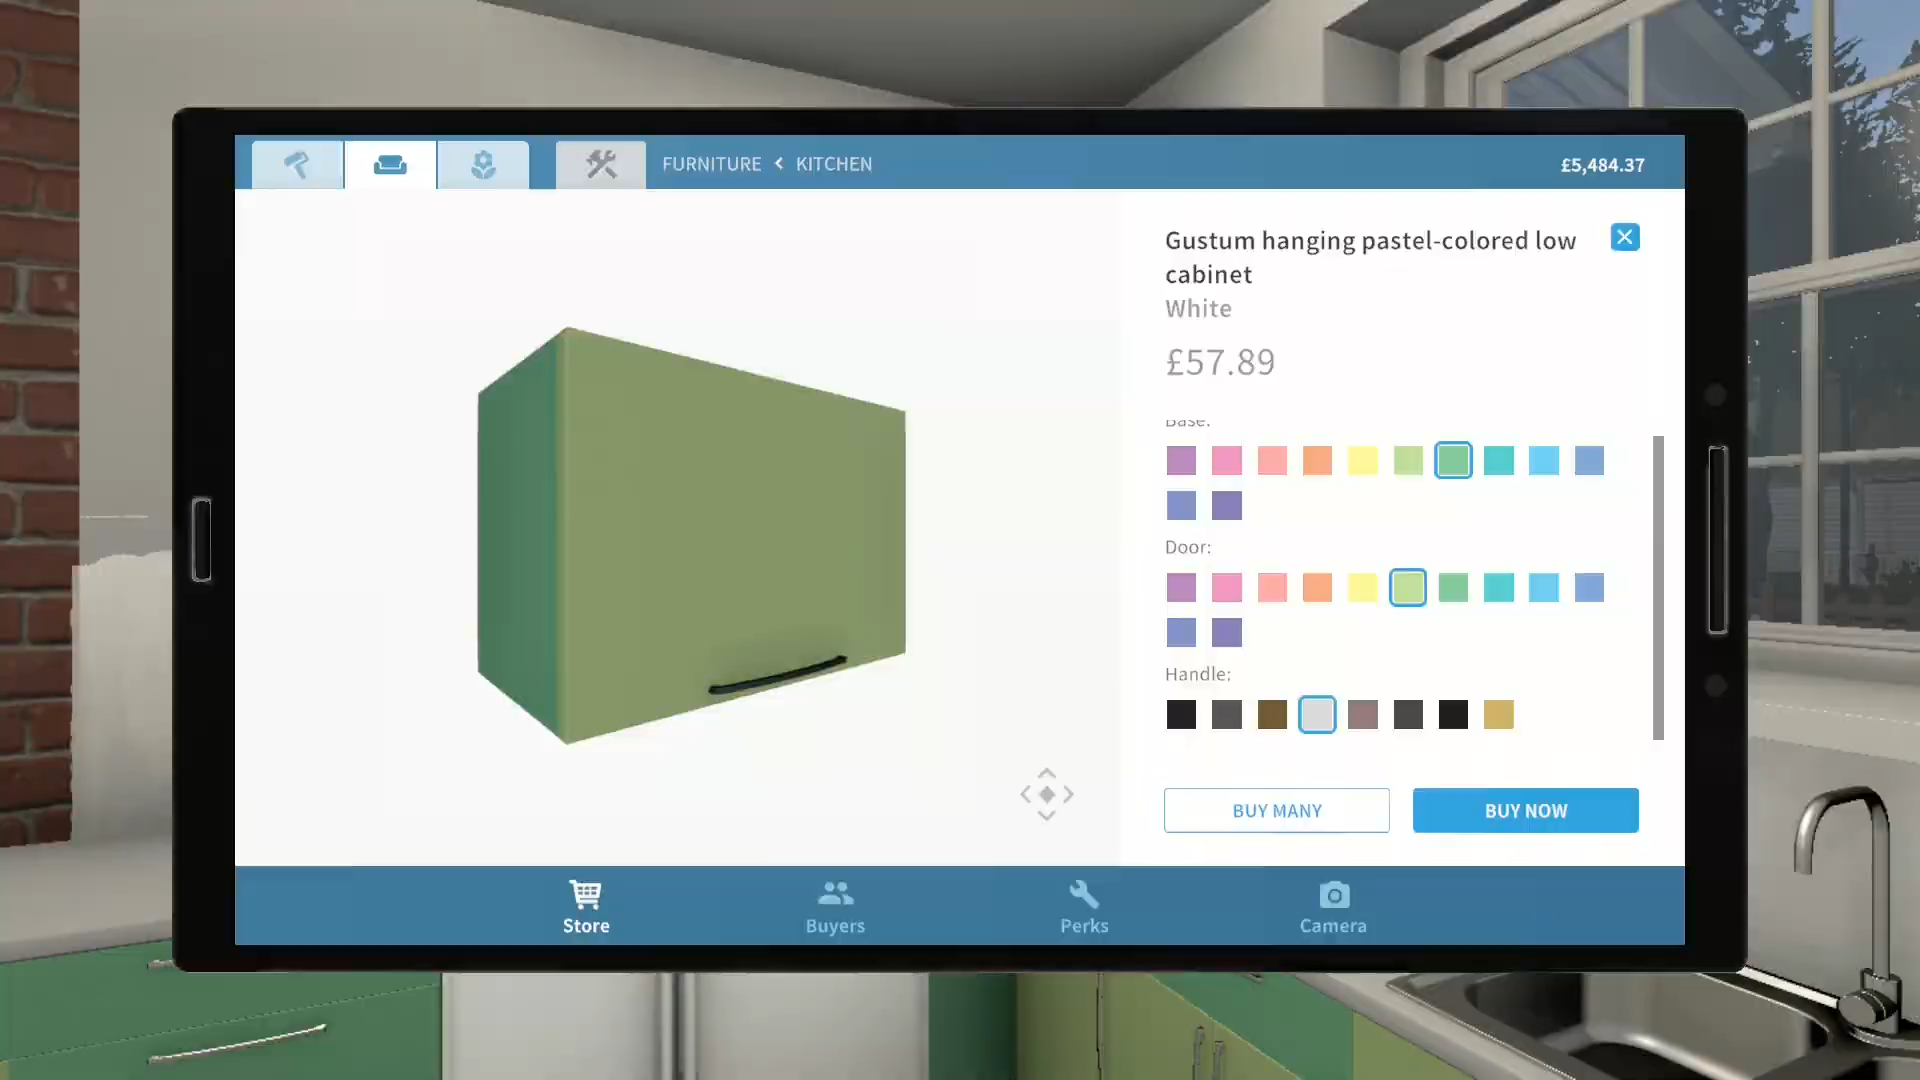 FURNITURE < KITCHEN
£5,484.37
Gustum hanging pastel-colored low
cabinet
White
£57.89
Base:
Door:
Handle:
BUY MANY
BUY NOW
Store
Buyers
Perks
Camera